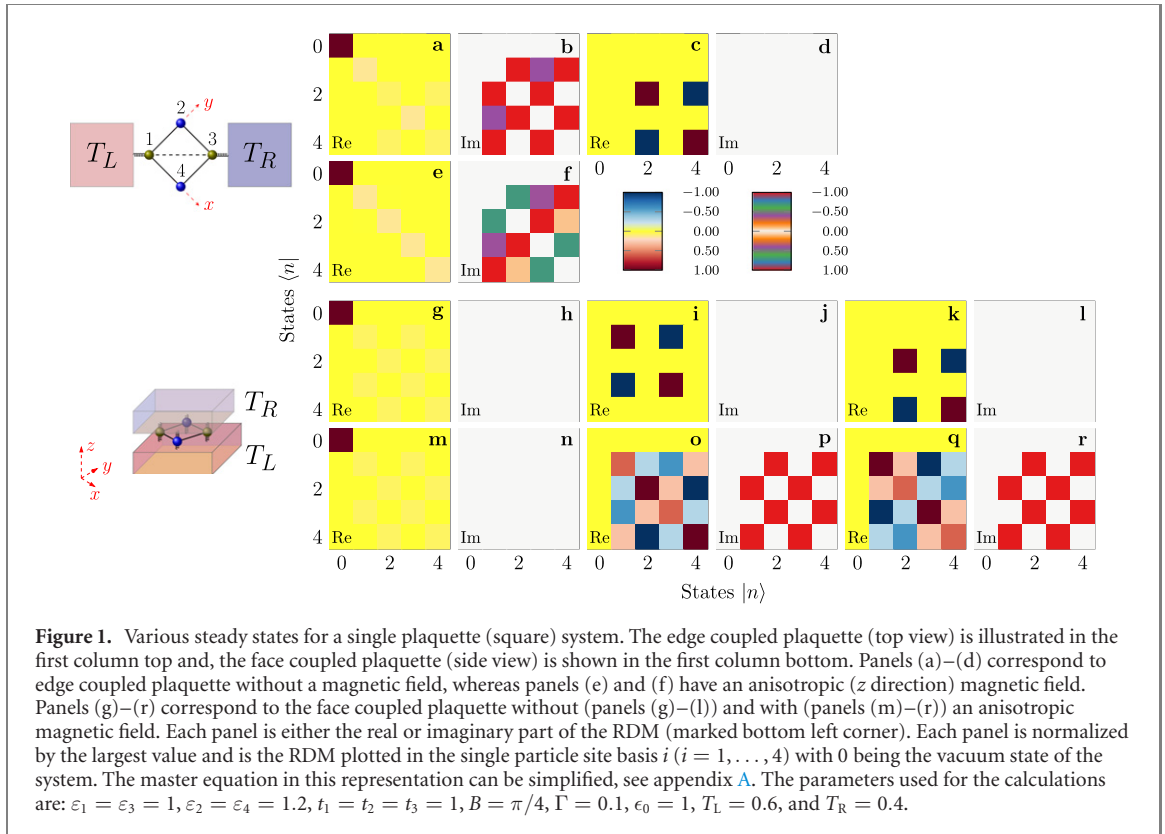 0 a b c d
2
4 Re Im Re Im
0 2 4 0 2 4
2
y
1 3
4
x
T_L T_R
0 e f
2
4 Re Im
−1.00 −1.00
−0.50 −0.50
0.00 0.00
0.50 0.50
1.00 1.00
States ⟨n|
0 g h i j k l
2
4 Re Im Re Im Re Im
T_R
T_L
z
y
x
0 m n o p q r
2
4 Re Im Re Im Re Im
0 2 4 0 2 4 0 2 4 0 2 4 0 2 4 0 2 4
States |n⟩
Figure 1. Various steady states for a single plaquette (square) system. The edge coupled plaquette (top view) is illustrated in the
first column top and, the face coupled plaquette (side view) is shown in the first column bottom. Panels (a)–(d) correspond to
edge coupled plaquette without a magnetic field, whereas panels (e) and (f) have an anisotropic (z direction) magnetic field.
Panels (g)–(r) correspond to the face coupled plaquette without (panels (g)–(l)) and with (panels (m)–(r)) an anisotropic
magnetic field. Each panel is either the real or imaginary part of the RDM (marked bottom left corner). Each panel is normalized
by the largest value and is the RDM plotted in the single particle site basis i (i = 1, . . . , 4) with 0 being the vacuum state of the
system. The master equation in this representation can be simplified, see appendix A. The parameters used for the calculations
are: ε₁ = ε₃ = 1, ε₂ = ε₄ = 1.2, t₁ = t₂ = t₃ = 1, B = π/4, Γ = 0.1, ϵ₀ = 1, T_L = 0.6, and T_R = 0.4.